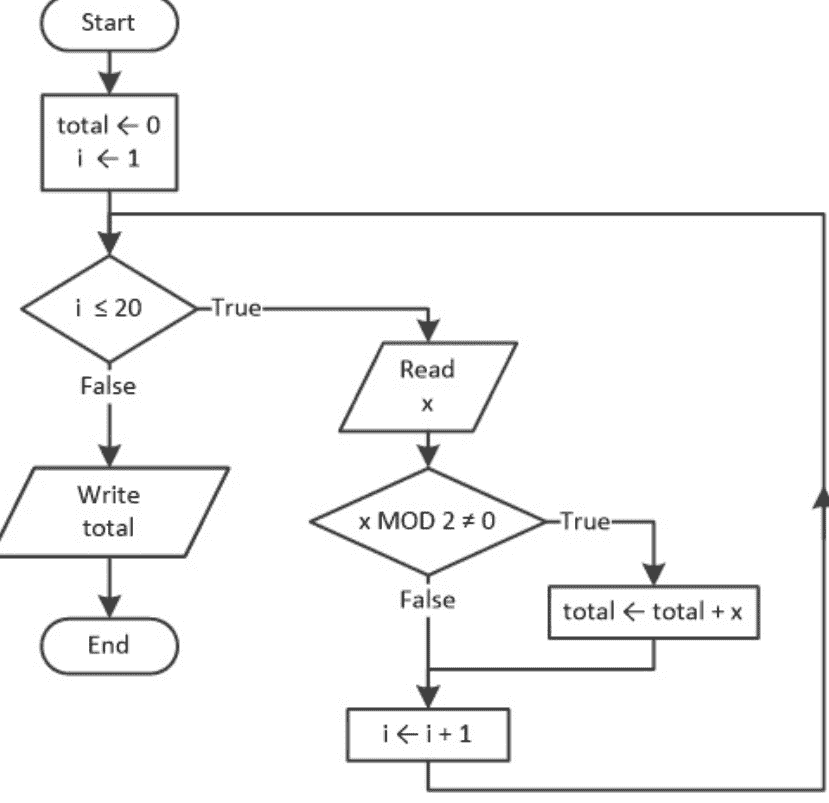 Start
total ← 0
i ← 1
i ≤ 20
True
False
Read
x
Write
total
x MOD 2 ≠ 0
True
False
total ← total + x
End
i ← i + 1